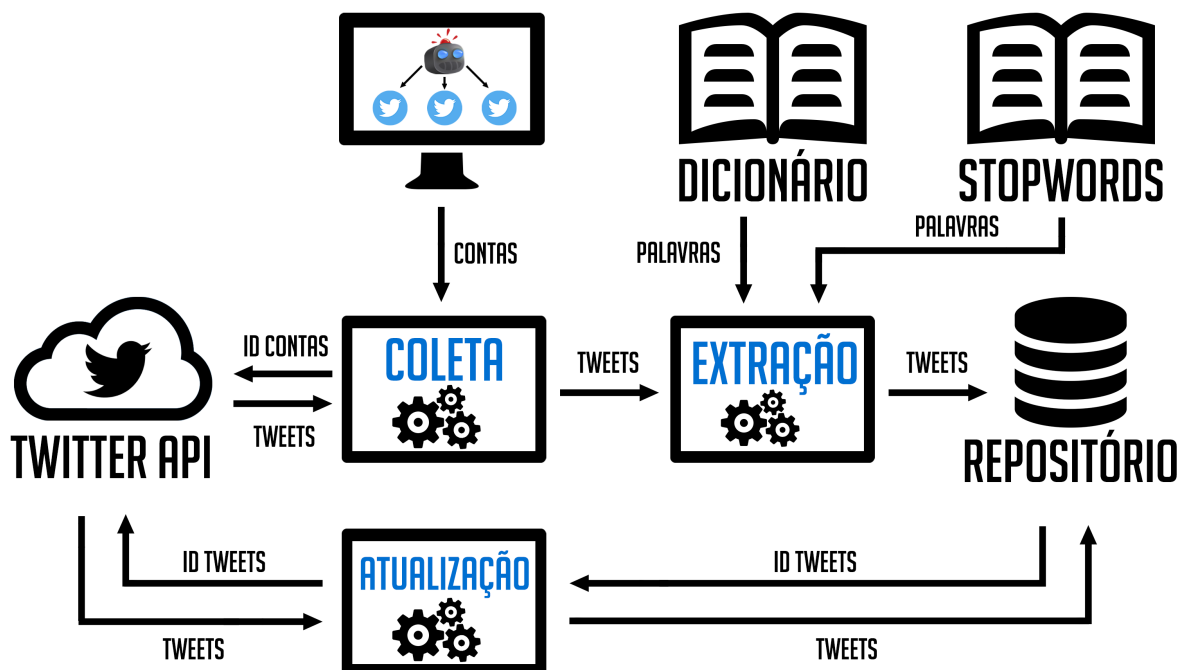 DICIONÁRIO
STOPWORDS
CONTAS
PALAVRAS
PALAVRAS
ID CONTAS
TWEETS
COLETA
TWEETS
EXTRAÇÃO
TWEETS
TWITTER API
REPOSITÓRIO
ID TWEETS
TWEETS
ATUALIZAÇÃO
ID TWEETS
TWEETS